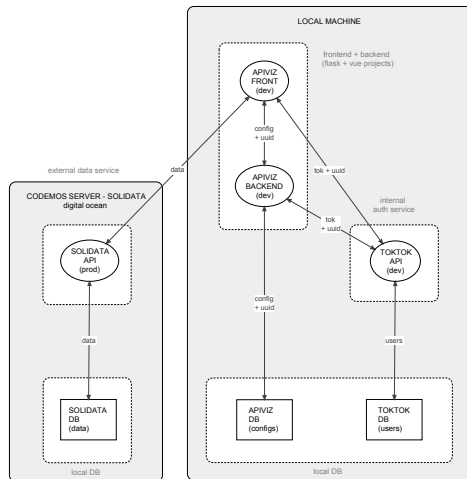 LOCAL MACHINE
frontend + backend
(flask + vue projects)
APIVIZ
FRONT
(dev)
config
+ uuid
data
tok + uuid
external data service
APIVIZ
BACKEND
(dev)
CODEMOS SERVER - SOLIDATA
digital ocean
internal
auth service
tok
+ uuid
SOLIDATA
API
(prod)
TOKTOK
API
(dev)
config
+ uuid
data
users
SOLIDATA
DB
(data)
APIVIZ
DB
(configs)
TOKTOK
DB
(users)
local DB
local DB